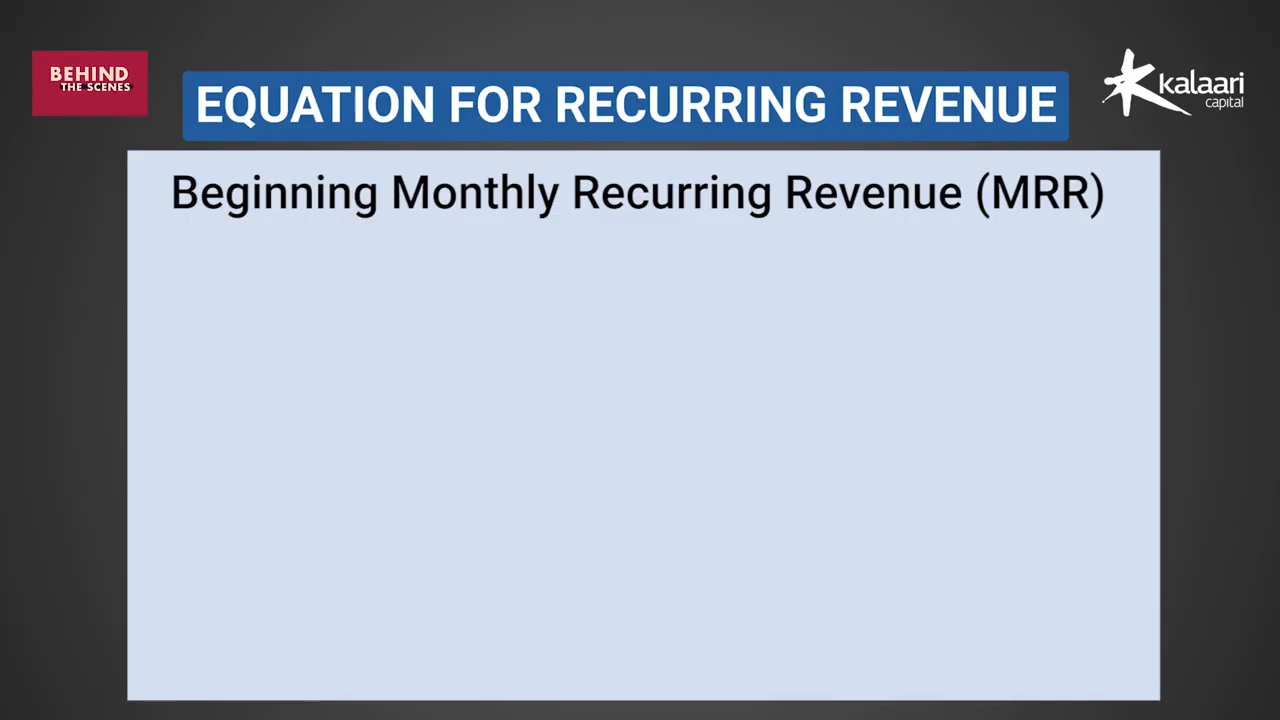 BEHIND
THE SCENES
kalaari
capital
EQUATION FOR RECURRING REVENUE
Beginning Monthly Recurring Revenue (MRR)